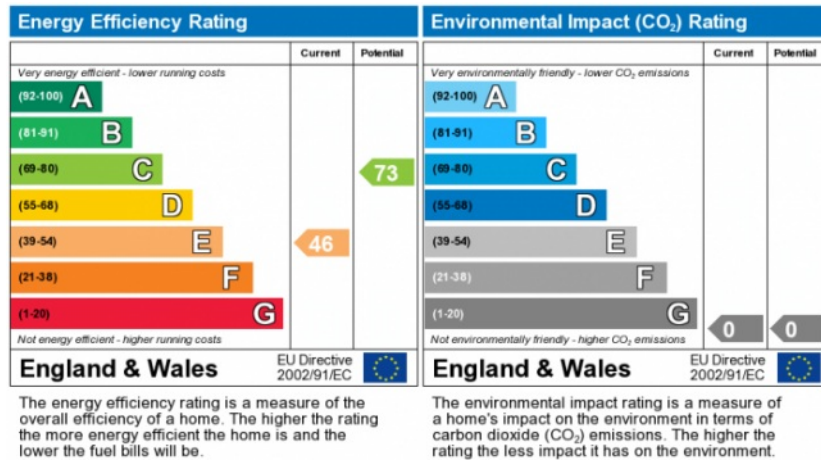 Energy Efficiency Rating
Current Potential
Very energy efficient - lower running costs
(92-100) A
(81-91) B
(69-80) C
73
(55-68) D
(39-54) E
46
(21-38) F
(1-20) G
Not energy efficient - higher running costs
England & Wales
EU Directive
2002/91/EC
The energy efficiency rating is a measure of the
overall efficiency of a home. The higher the rating
the more energy efficient the home is and the
lower the fuel bills will be.
Environmental Impact (CO₂) Rating
Current Potential
Very environmentally friendly - lower CO₂ emissions
(92-100) A
(81-91) B
(69-80) C
(55-68) D
(39-54) E
(21-38) F
(1-20) G
0 0
Not environmentally friendly - higher CO₂ emissions
England & Wales
EU Directive
2002/91/EC
The environmental impact rating is a measure of
a home's impact on the environment in terms of
carbon dioxide (CO₂) emissions. The higher the
rating the less impact it has on the environment.